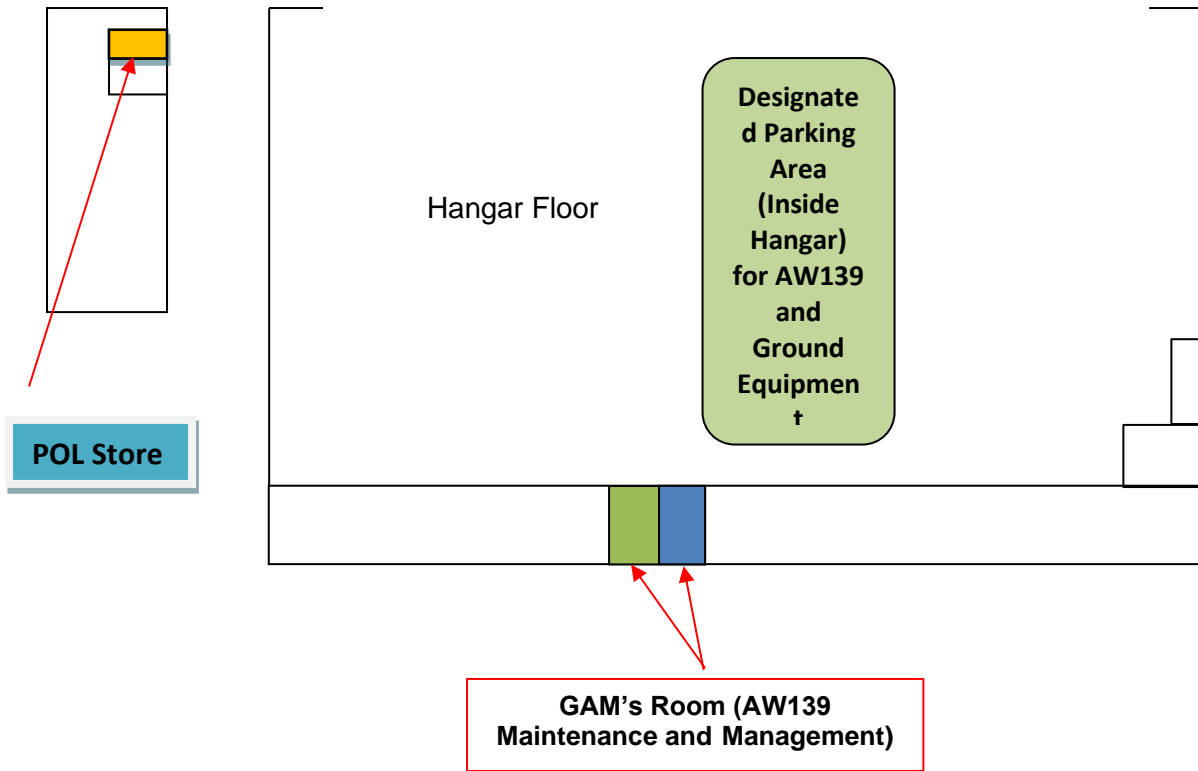 Designate
d Parking
Area
(Inside
Hangar)
for AW139
and
Ground
Equipmen
t
Hangar Floor
POL Store
GAM’s Room (AW139
Maintenance and Management)